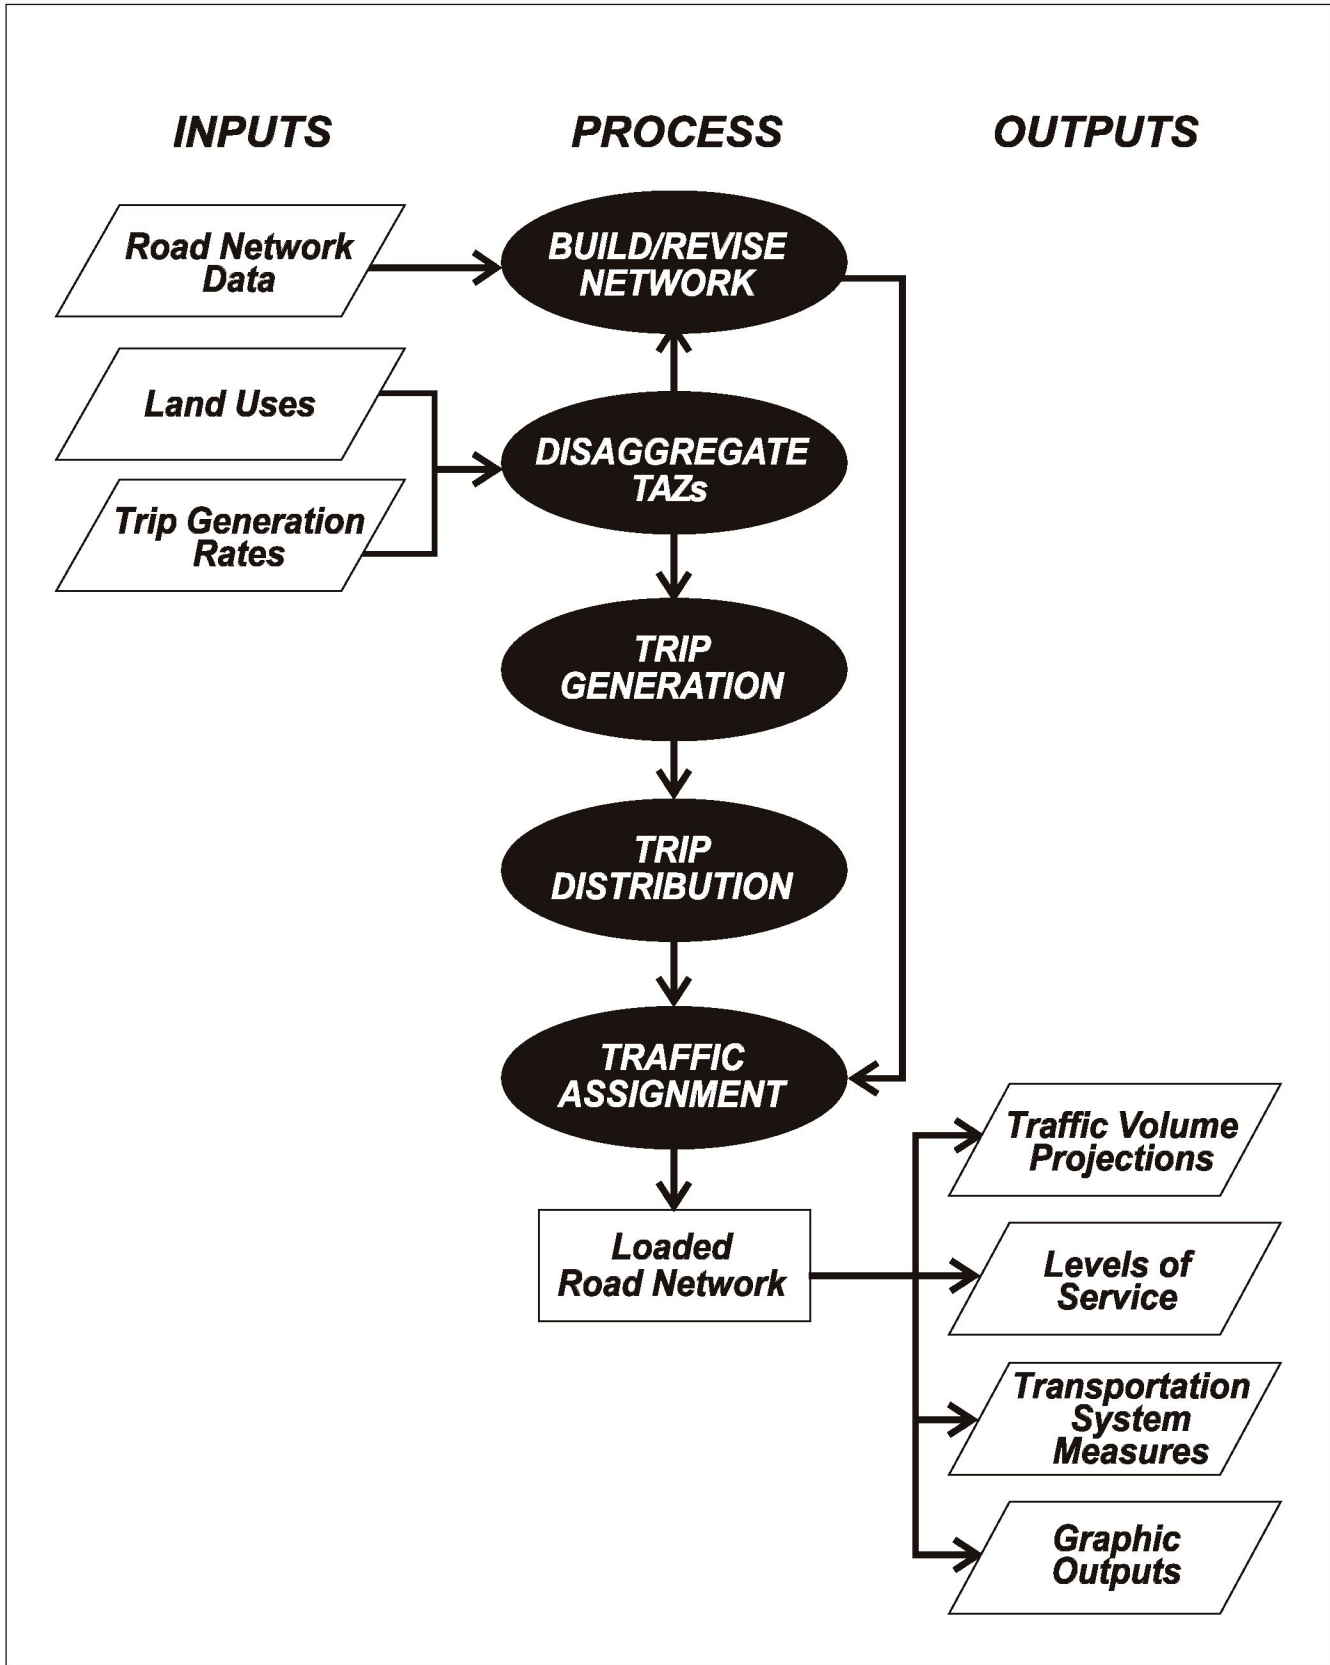 INPUTS
PROCESS
OUTPUTS
Road Network
Data
BUILD/REVISE
NETWORK
Land Uses
DISAGGREGATE
TAZs
Trip Generation
Rates
TRIP
GENERATION
TRIP
DISTRIBUTION
TRAFFIC
ASSIGNMENT
Loaded
Road Network
Traffic Volume
Projections
Levels of
Service
Transportation
System
Measures
Graphic
Outputs